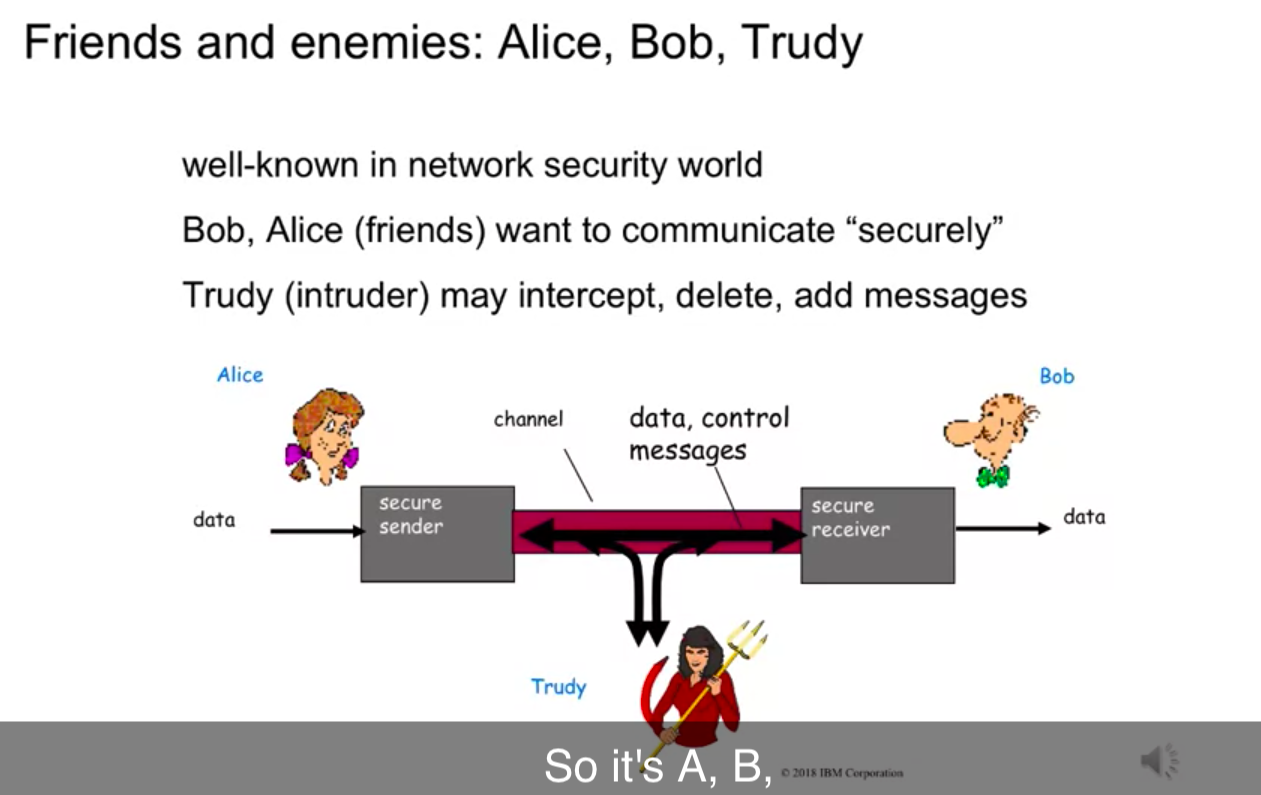 Friends and enemies: Alice, Bob, Trudy
well-known in network security world
Bob, Alice (friends) want to communicate “securely”
Trudy (intruder) may intercept, delete, add messages
Alice
Bob
channel
data, control
messages
data
secure
sender
secure
receiver
data
Trudy
So it's A, B,
© 2018 IBM Corporation